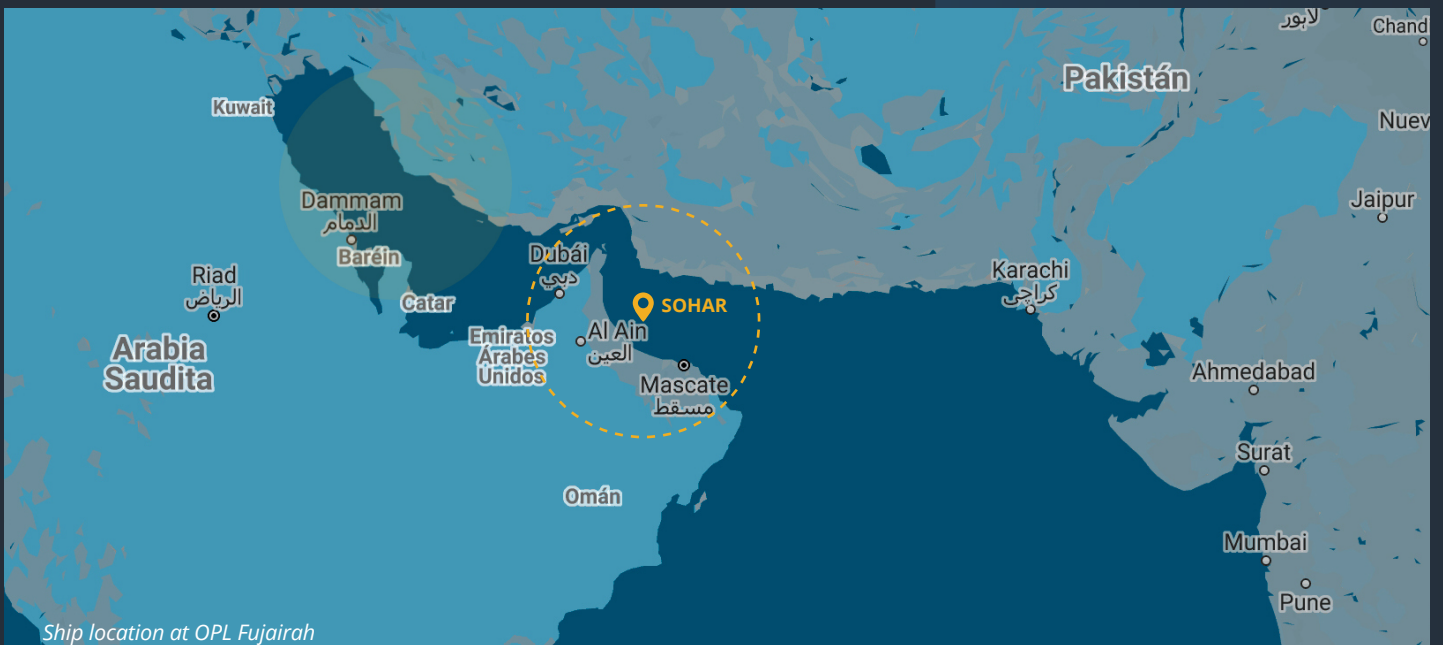 لاہور
Chand
Pakistán
Kuwait
Nuev
Dammam
الدمام
Jaipur
Baréin
Dubái
دبي
Karachi
کراچی
Riad
الرياض
Catar
SOHAR
Emiratos
Árabes
Unidos
Al Ain
العين
Arabia
Saudita
Mascate
مسقط
Ahmedabad
Surat
Omán
Mumbai
Pune
Ship location at OPL Fujairah